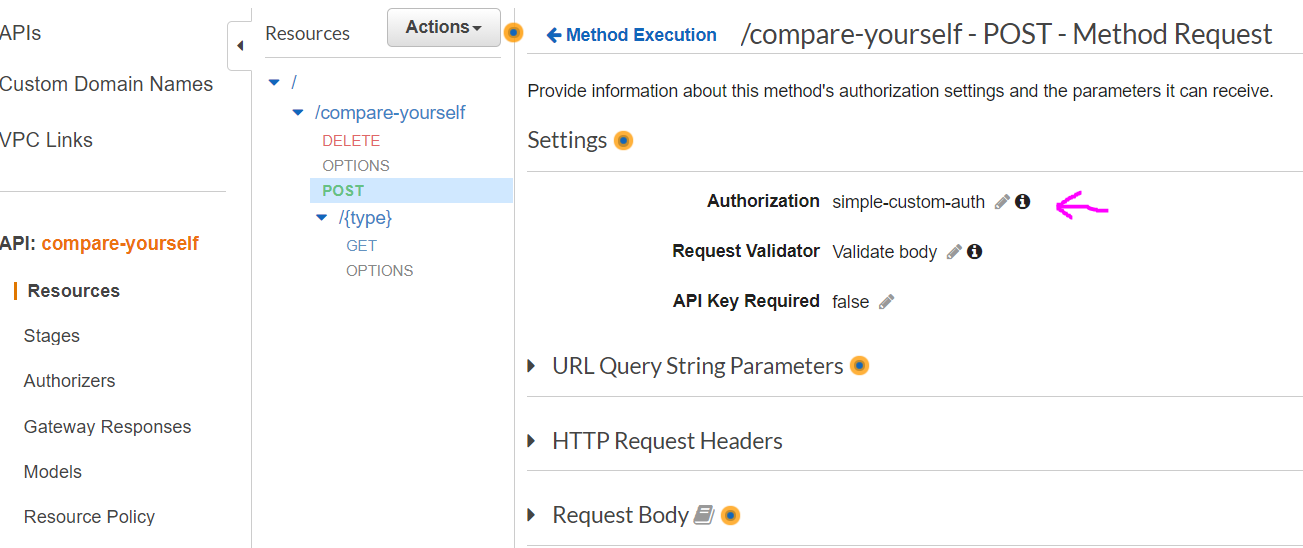 APIs
Custom Domain Names
VPC Links
API: compare-yourself
Resources
Stages
Authorizers
Gateway Responses
Models
Resource Policy
Resources
Actions
/
/compare-yourself
DELETE
OPTIONS
POST
/{type}
GET
OPTIONS
Method Execution /compare-yourself - POST - Method Request
Provide information about this method's authorization settings and the parameters it can receive.
Settings
Authorization simple-custom-auth
Request Validator Validate body
API Key Required false
URL Query String Parameters
HTTP Request Headers
Request Body